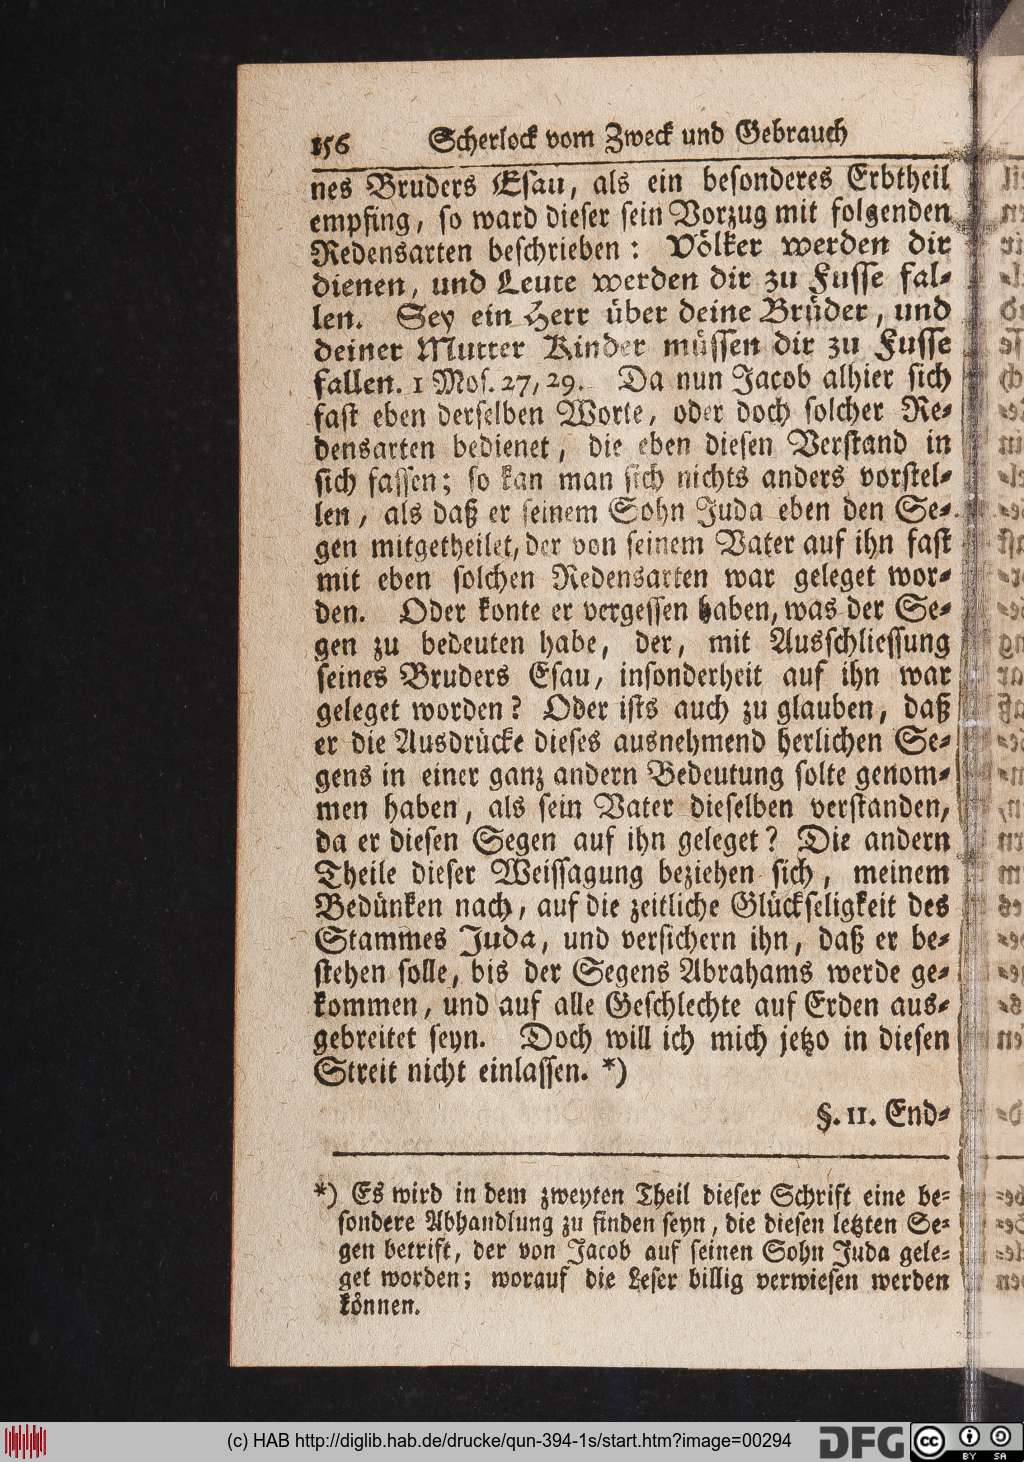 156 Scherlock vom Zweck und Gebrauch
nes Bruders Esau, als ein besonderes Erbtheil
empfing, so ward dieser sein Vorzug mit folgenden
Redensarten beschrieben: Völker werden dir
dienen, und Leute werden dir zu Fusse fal-
len. Sey ein Herr über deine Brüder, und
deiner Mutter Kinder müssen dir zu Fusse
fallen. 1 Mos. 27, 29. Da nun Jacob alhier sich
fast eben derselben Worte, oder doch solcher Re-
densarten bedienet, die eben diesen Verstand in
sich fassen; so kan man sich nichts anders vorstel-
len, als daß er seinem Sohn Juda eben den Se-
gen mitgetheilet, der von seinem Vater auf ihn fast
mit eben solchen Redensarten war geleget wor-
den. Oder konte er vergessen haben, was der Se-
gen zu bedeuten habe, der, mit Ausschliessung
seines Bruders Esau, insonderheit auf ihn war
geleget worden? Oder ists auch zu glauben, daß
er die Ausdrücke dieses ausnehmend herlichen Se-
gens in einer ganz andern Bedeutung solte genom-
men haben, als sein Vater dieselben verstanden,
da er diesen Segen auf ihn geleget? Die andern
Theile dieser Weissagung beziehen sich, meinem
Bedünken nach, auf die zeitliche Glückseligkeit des
Stammes Juda, und versichern ihn, daß er be-
stehen solle, bis der Segens Abrahams werde ge-
kommen, und auf alle Geschlechte auf Erden aus-
gebreitet seyn. Doch will ich mich jetzo in diesen
Streit nicht einlassen. *)
§. 11. End-
*) Es wird in dem zweyten Theil dieser Schrift eine be-
sondere Abhandlung zu finden seyn, die diesen letzten Se-
gen betrift, der von Jacob auf seinen Sohn Juda gele-
get worden; worauf die Leser billig verwiesen werden
können.
(c) HAB http://diglib.hab.de/drucke/qun-394-1s/start.htm?image=00294
DFG
cc BY SA